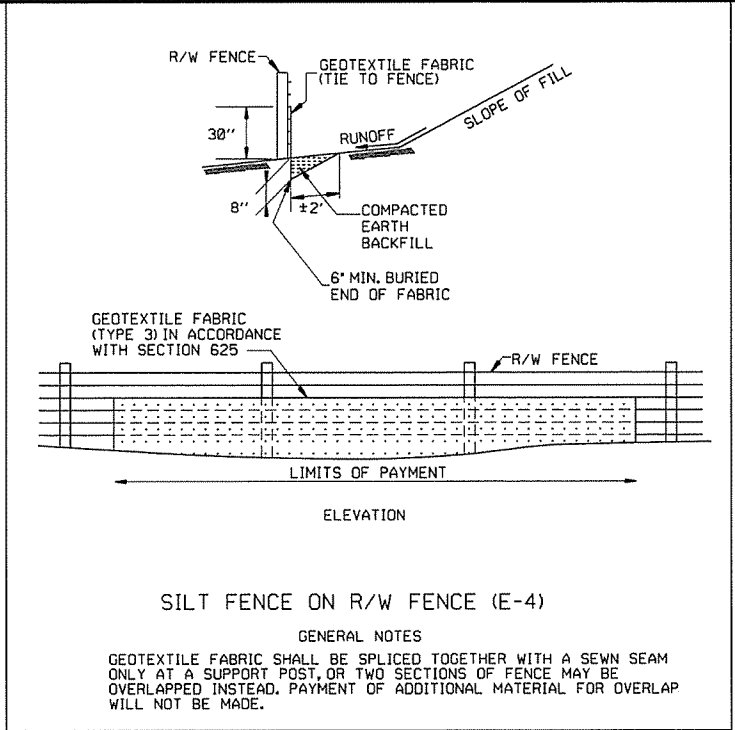 R/W FENCE
GEOTEXTILE FABRIC
(TIE TO FENCE)
SLOPE OF FILL
30"
RUNOFF
8"
±2'
COMPACTED
EARTH
BACKFILL
6" MIN. BURIED
END OF FABRIC
GEOTEXTILE FABRIC
(TYPE 3) IN ACCORDANCE
WITH SECTION 625
R/W FENCE
LIMITS OF PAYMENT
ELEVATION
SILT FENCE ON R/W FENCE (E-4)
GENERAL NOTES
GEOTEXTILE FABRIC SHALL BE SPLICED TOGETHER WITH A SEWN SEAM
ONLY AT A SUPPORT POST, OR TWO SECTIONS OF FENCE MAY BE
OVERLAPPED INSTEAD. PAYMENT OF ADDITIONAL MATERIAL FOR OVERLAP
WILL NOT BE MADE.